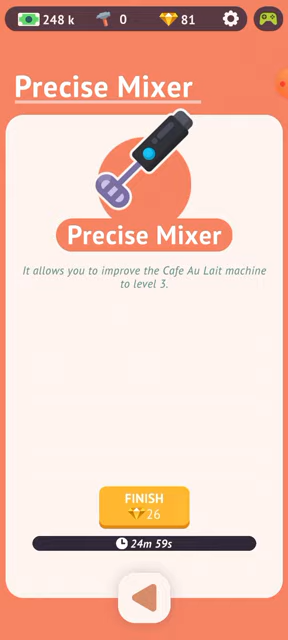 248 k 0 81
Precise Mixer
Precise Mixer
It allows you to improve the Cafe Au Lait machine
to level 3.
FINISH
26
24m 59s